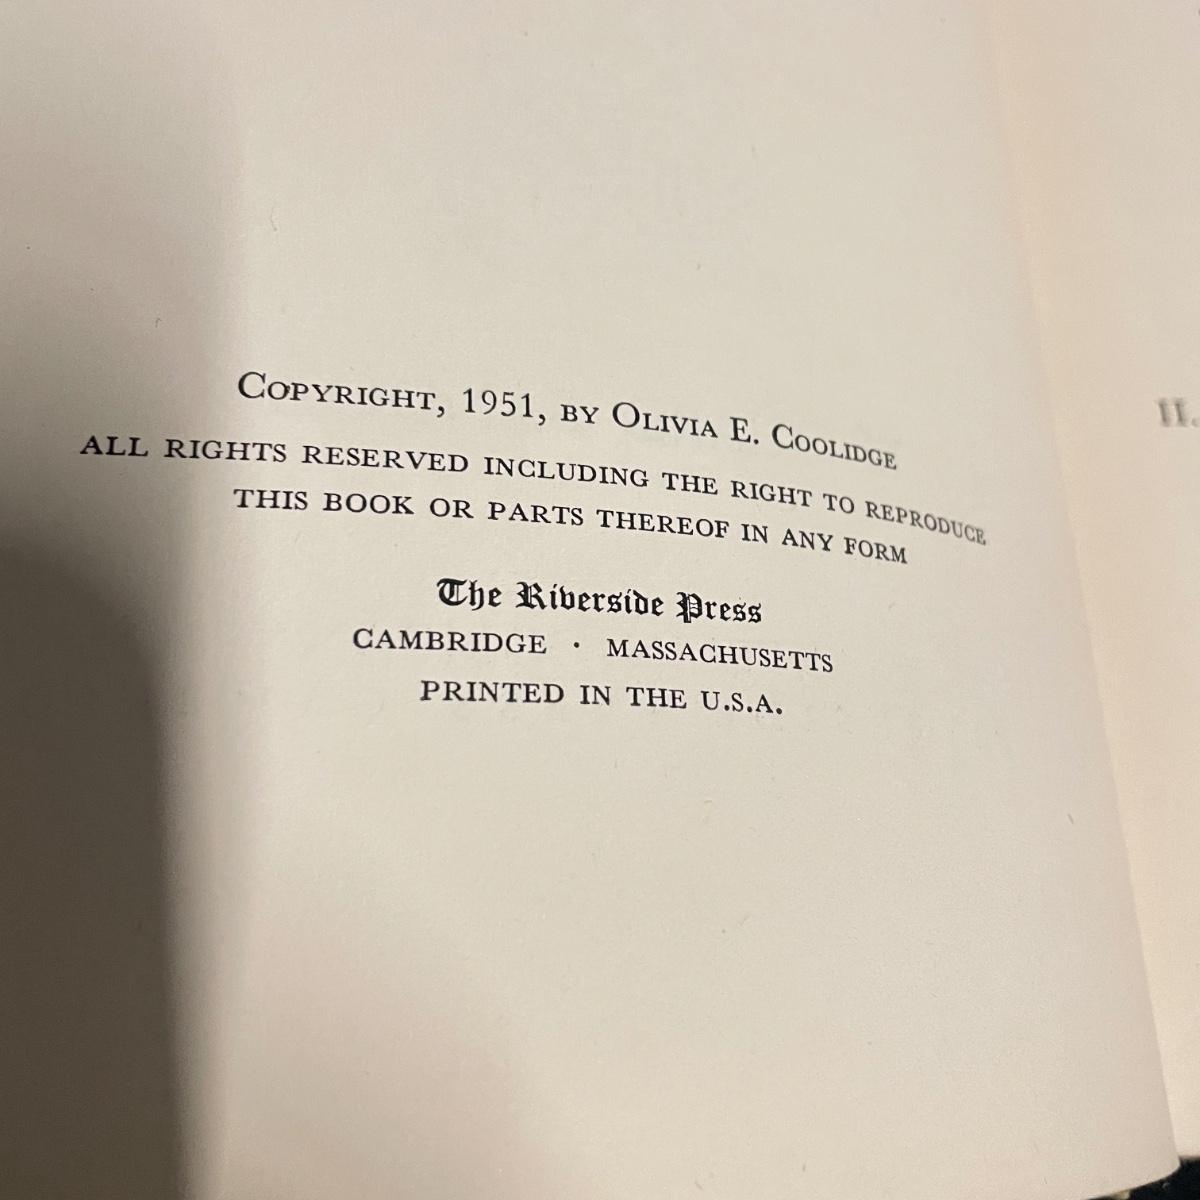 Copyright, 1951, by Olivia E. Coolidge
ALL RIGHTS RESERVED INCLUDING THE RIGHT TO REPRODUCE
THIS BOOK OR PARTS THEREOF IN ANY FORM
The Riverside Press
CAMBRIDGE · MASSACHUSETTS
PRINTED IN THE U.S.A.
II.